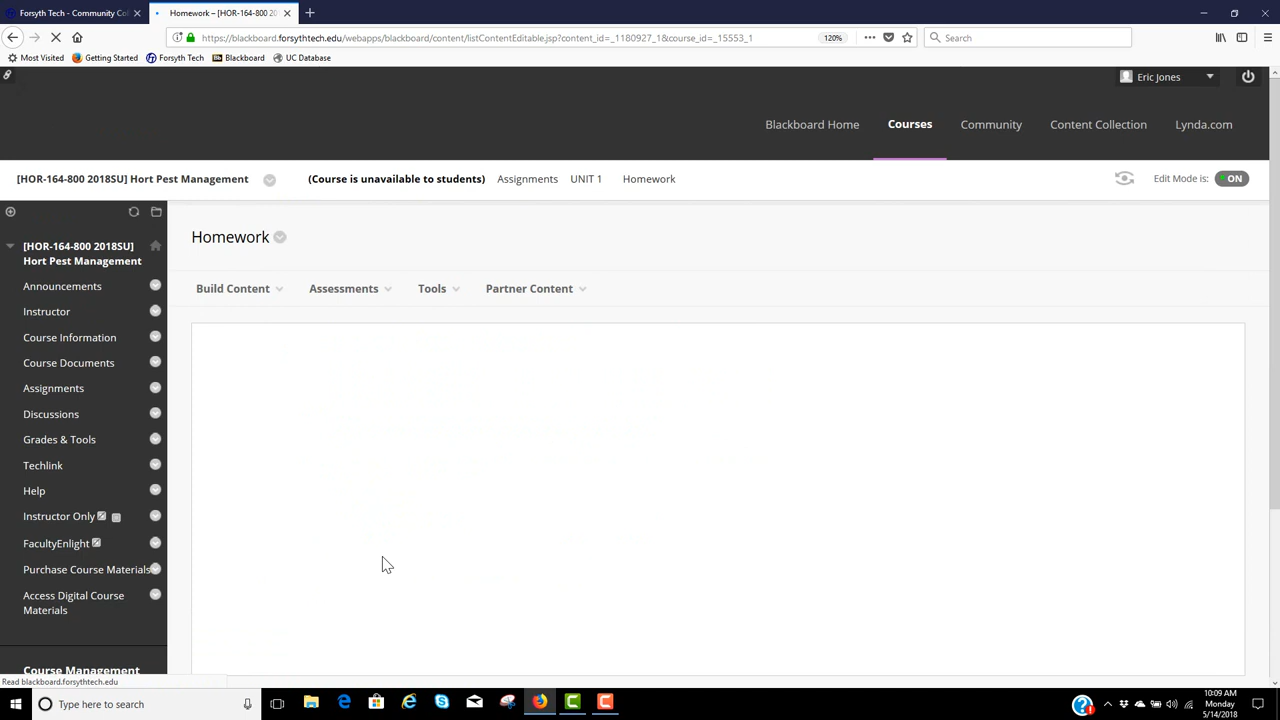 Forsyth Tech - Community Col
Homework – [HOR-164-800 20
https://blackboard.forsythtech.edu/webapps/blackboard/content/listContentEditable.jsp?content_id=_1180927_1&course_id=_15553_1
120%
Search
Most Visited
Getting Started
Forsyth Tech
Blackboard
UC Database
Eric Jones
Blackboard Home
Courses
Community
Content Collection
Lynda.com
[HOR-164-800 2018SU] Hort Pest Management
(Course is unavailable to students)
Assignments
UNIT 1
Homework
Edit Mode is:
ON
[HOR-164-800 2018SU]
Hort Pest Management
Announcements
Instructor
Course Information
Course Documents
Assignments
Discussions
Grades & Tools
Techlink
Help
Instructor Only
FacultyEnlight
Purchase Course Materials
Access Digital Course
Materials
Course Management
Homework
Build Content
Assessments
Tools
Partner Content
Read blackboard.forsythtech.edu
Type here to search
10:09 AM
Monday
5/14/2018